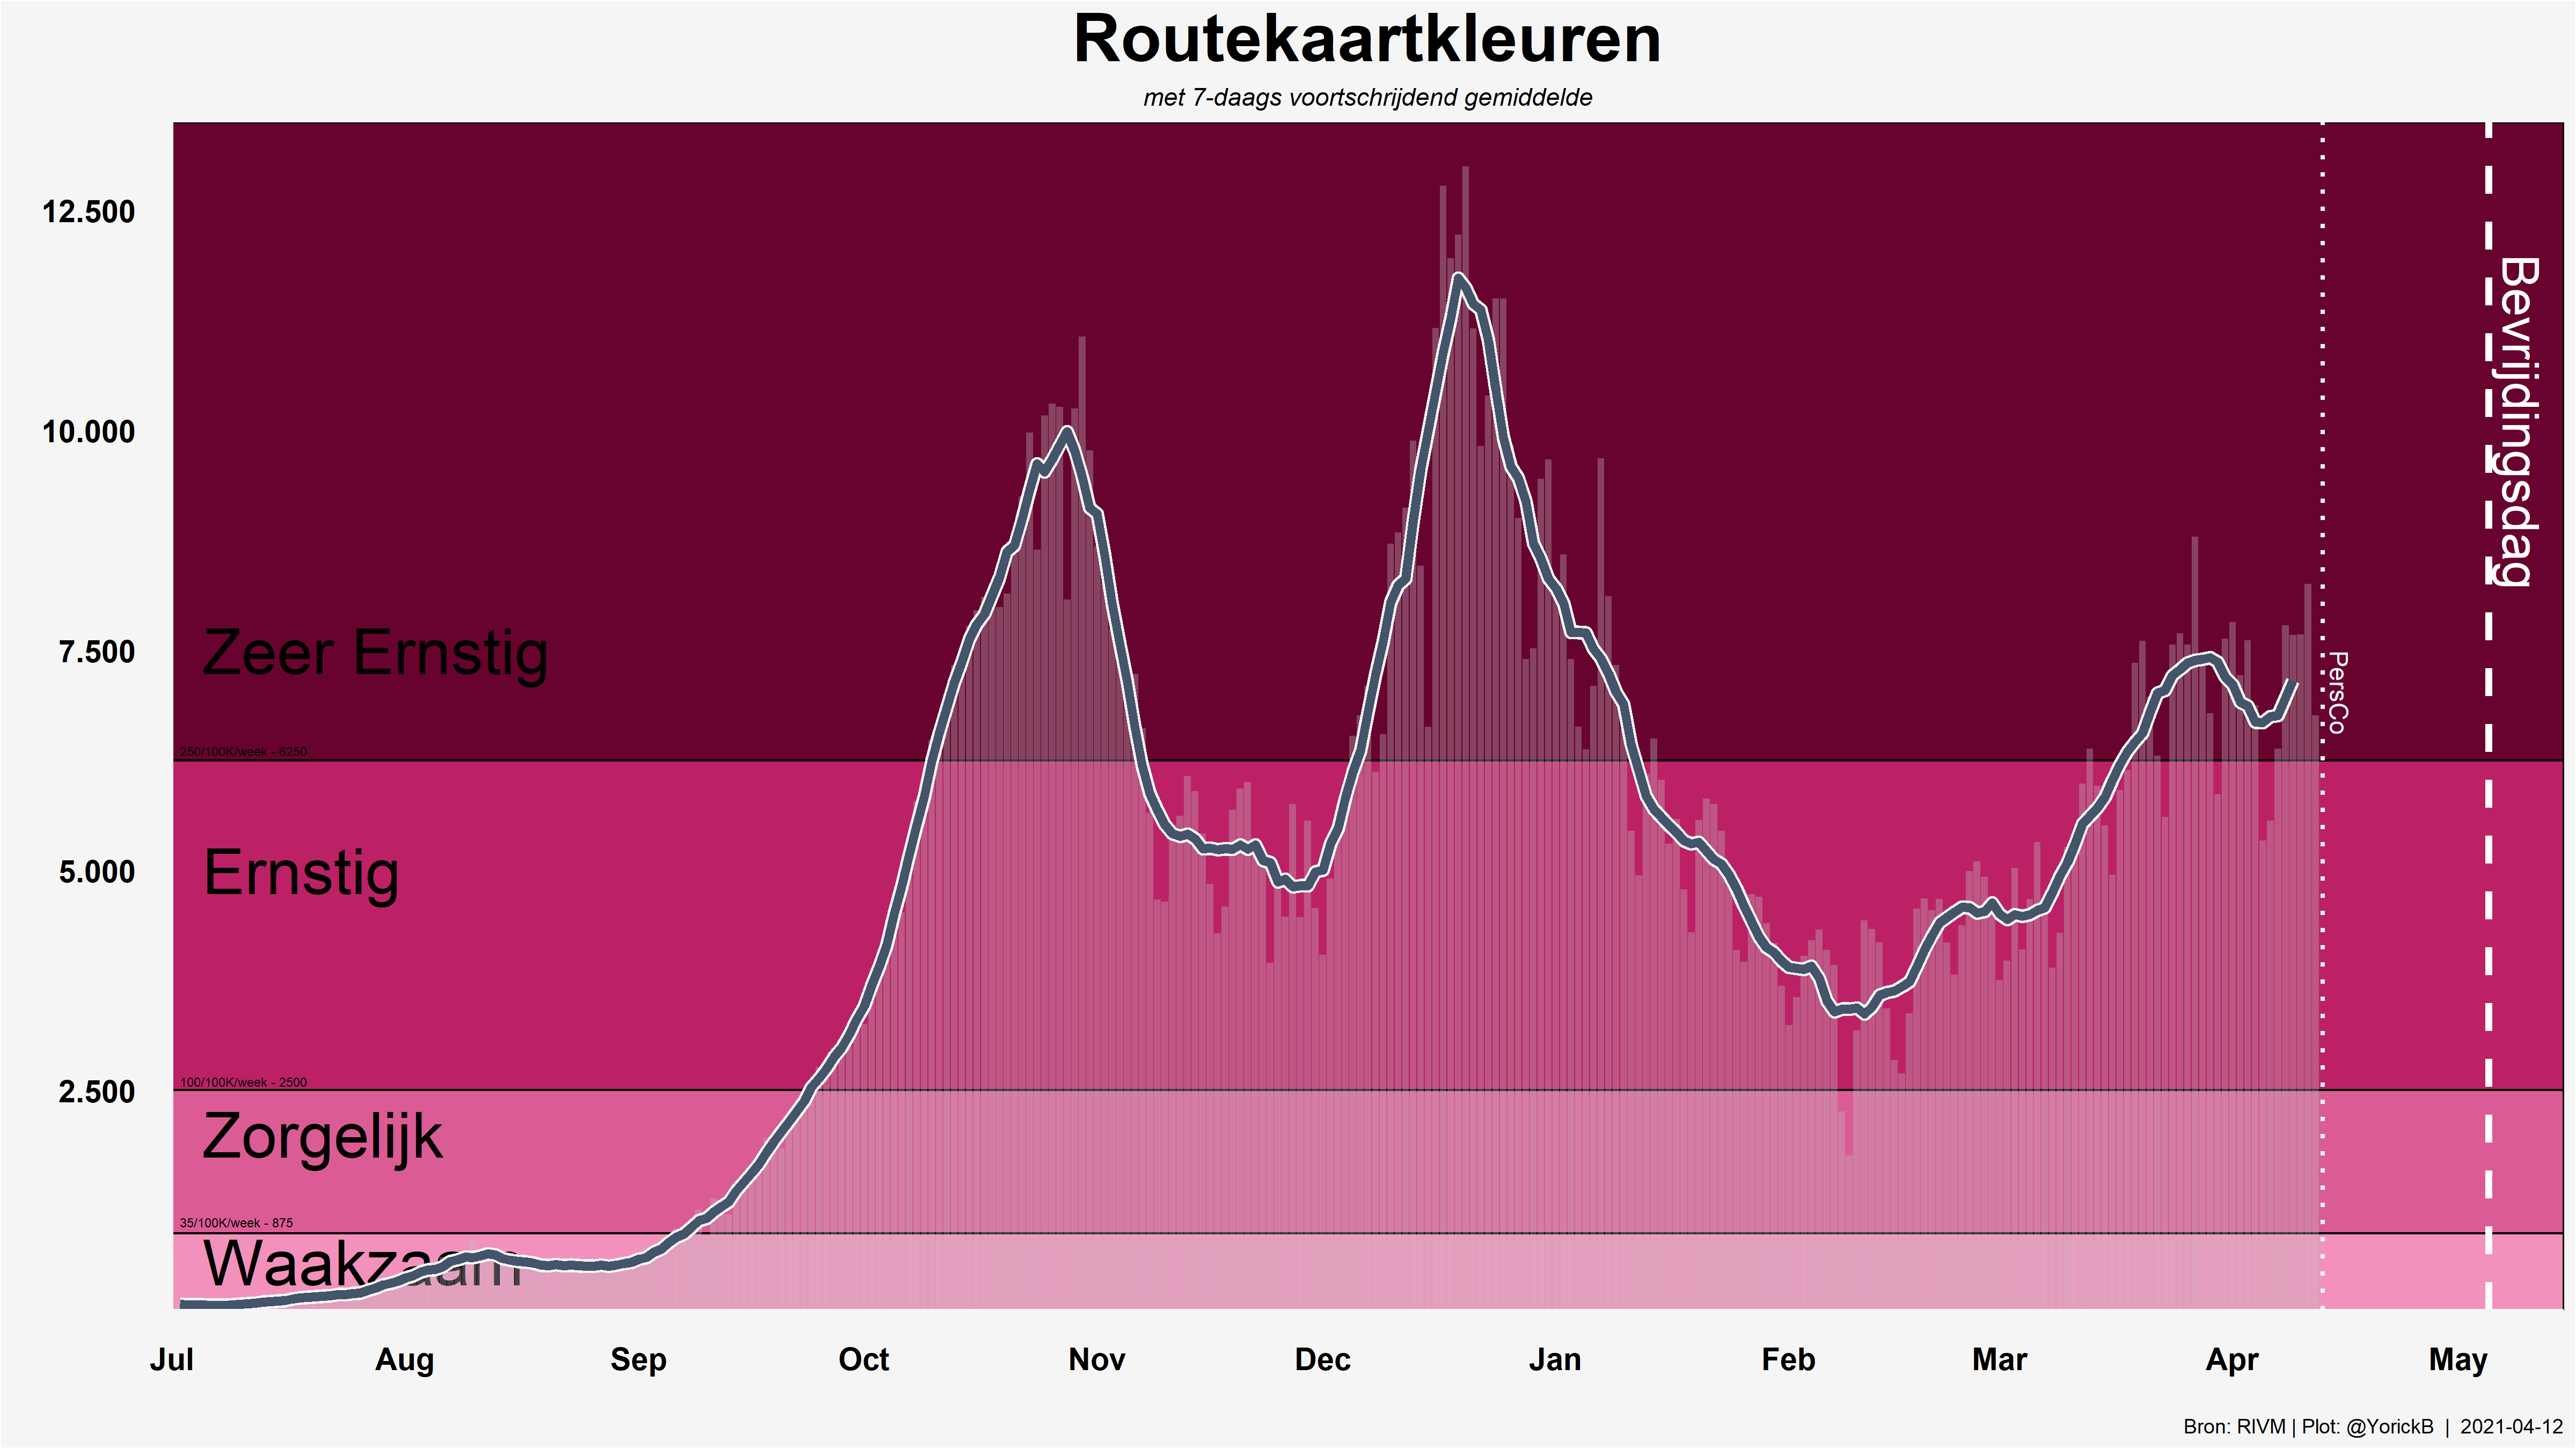 Routekaartkleuren
met 7-daags voortschrijdend gemiddelde
12.500
10.000
7.500
5.000
2.500
Zeer Ernstig
250/100K/week - 6250
Ernstig
100/100K/week - 2500
Zorgelijk
35/100K/week - 875
Waakzaam
PersCo
Bevrijdingsdag
Jul Aug Sep Oct Nov Dec Jan Feb Mar Apr May
Bron: RIVM | Plot: @YorickB | 2021-04-12